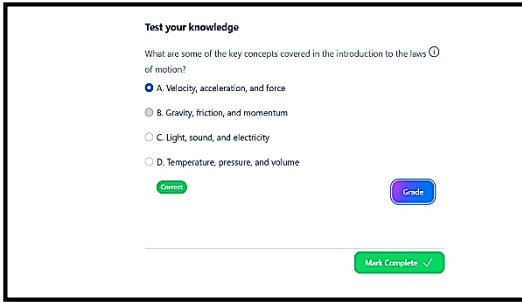 Test your knowledge
What are some of the key concepts covered in the introduction to the laws
of motion?
A. Velocity, acceleration, and force
B. Gravity, friction, and momentum
C. Light, sound, and electricity
D. Temperature, pressure, and volume
Correct
Grade
Mark Complete